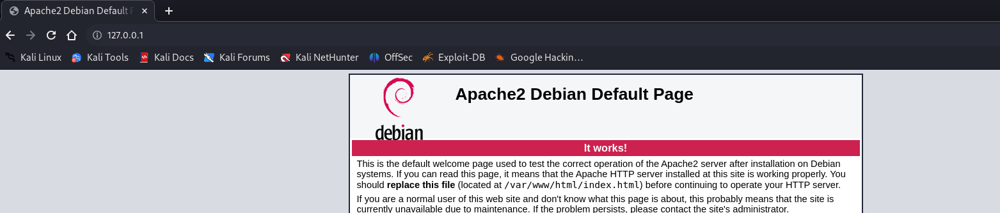 Apache2 Debian Default P
127.0.0.1
Kali Linux Kali Tools Kali Docs Kali Forums Kali NetHunter OffSec Exploit-DB Google Hackin…
debian
Apache2 Debian Default Page
It works!
This is the default welcome page used to test the correct operation of the Apache2 server after installation on Debian
systems. If you can read this page, it means that the Apache HTTP server installed at this site is working properly. You
should replace this file (located at /var/www/html/index.html) before continuing to operate your HTTP server.
If you are a normal user of this web site and don't know what this page is about, this probably means that the site is
currently unavailable due to maintenance. If the problem persists, please contact the site's administrator.